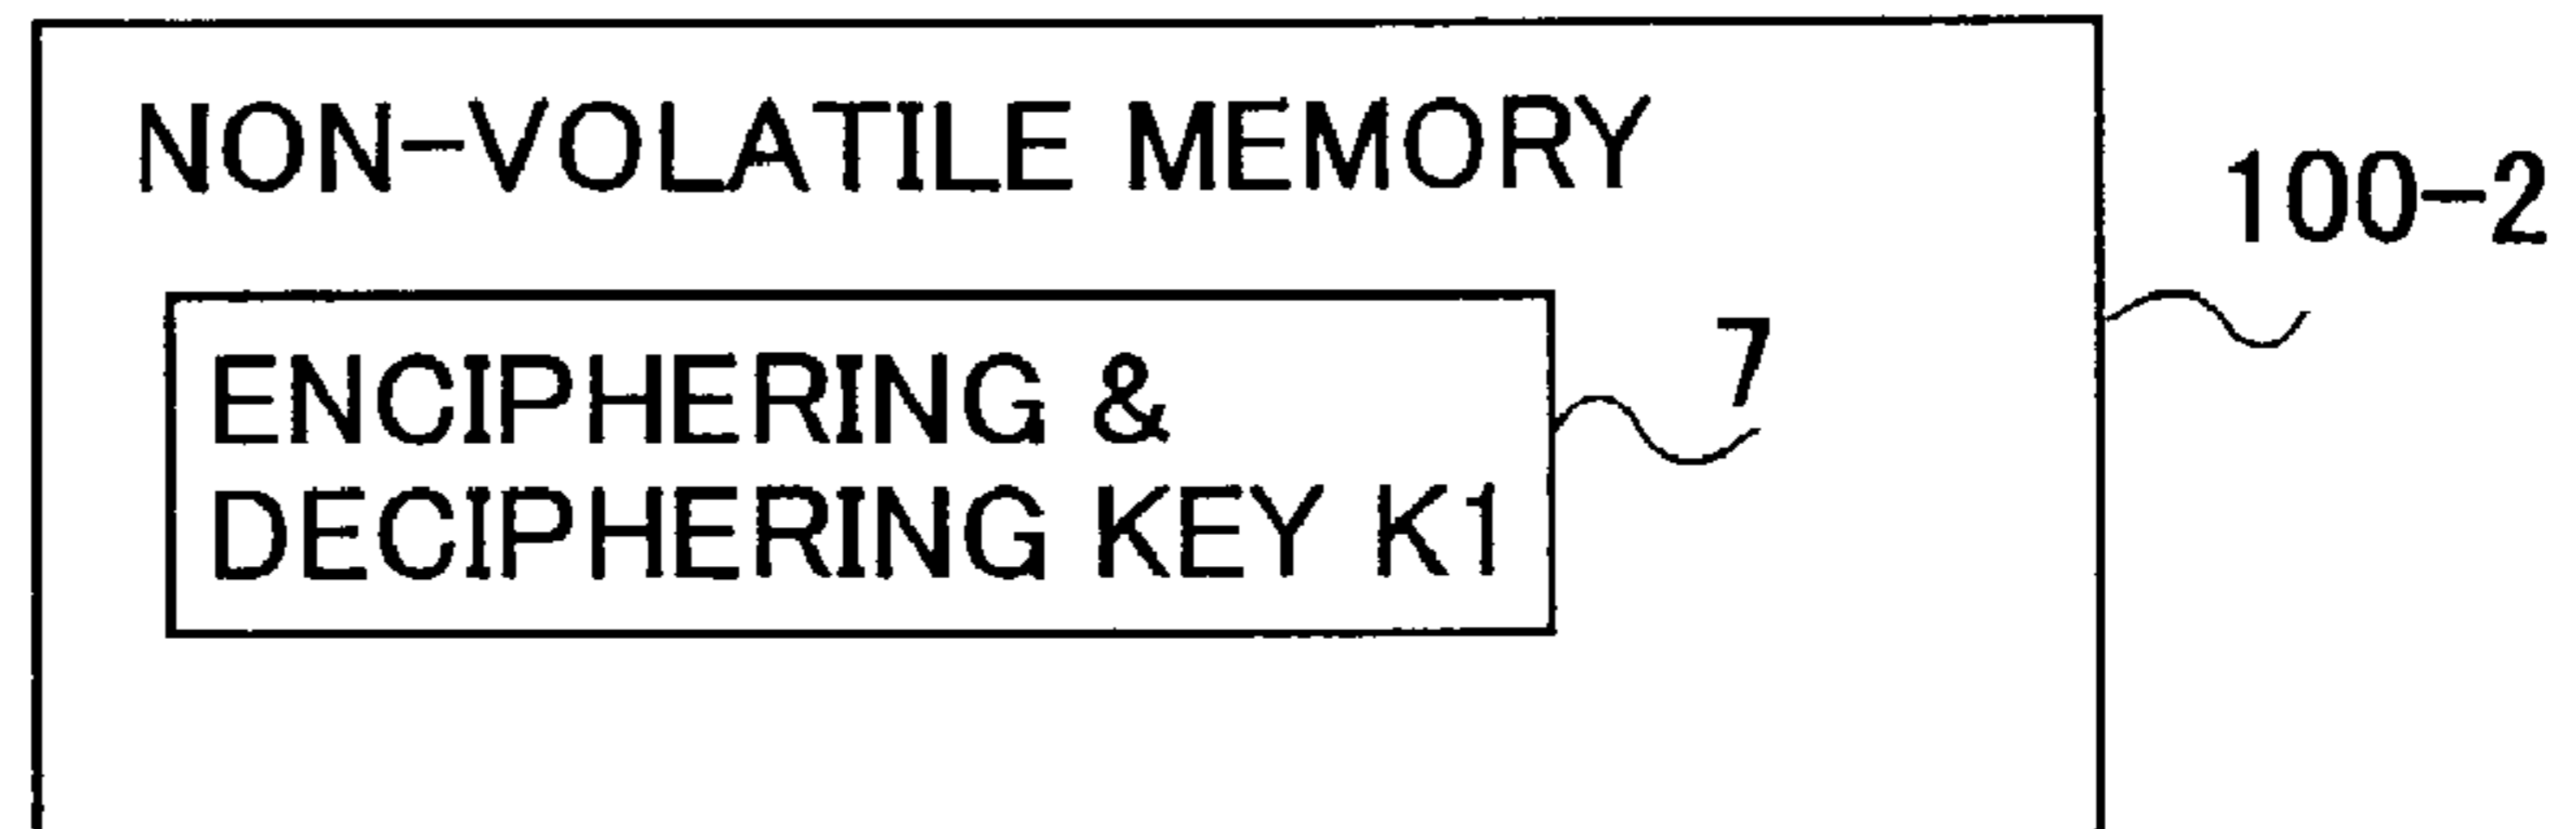 NON-VOLATILE MEMORY
100-2
ENCIPHERING &
DECIPHERING KEY K1
7